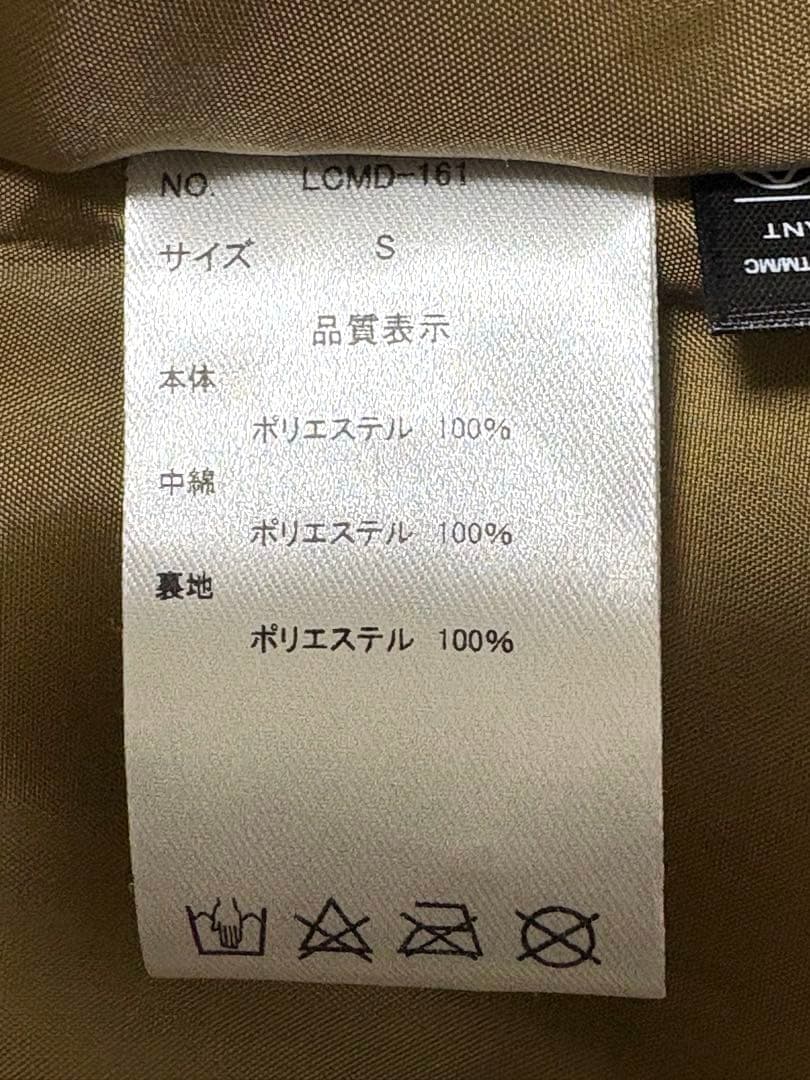 NO. LCMD-161
サイズ S
品質表示
本体
ポリエステル 100%
中綿
ポリエステル 100%
裏地
ポリエステル 100%